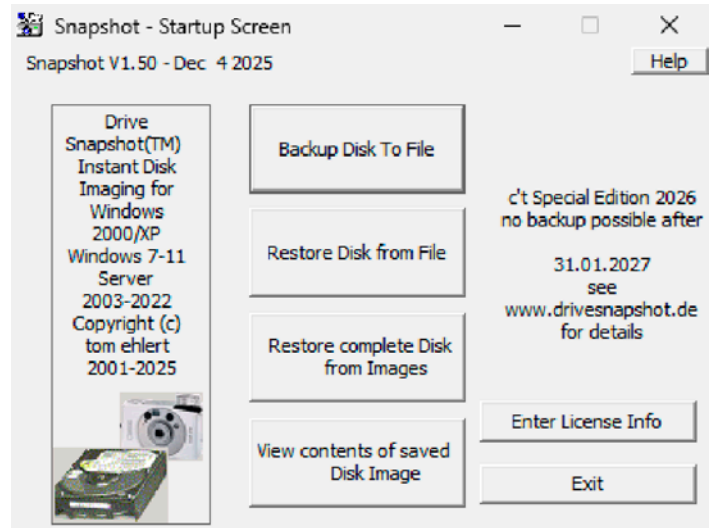 Snapshot - Startup Screen
Snapshot V1.50 - Dec  4 2025
Help
Drive
Snapshot(TM)
Instant Disk
Imaging for
Windows
2000/XP
Windows 7-11
Server
2003-2022
Copyright (c)
tom ehlert
2001-2025
Backup Disk To File
Restore Disk from File
Restore complete Disk
from Images
View contents of saved
Disk Image
c't Special Edition 2026
no backup possible after
31.01.2027
see
www.drivesnapshot.de
for details
Enter License Info
Exit